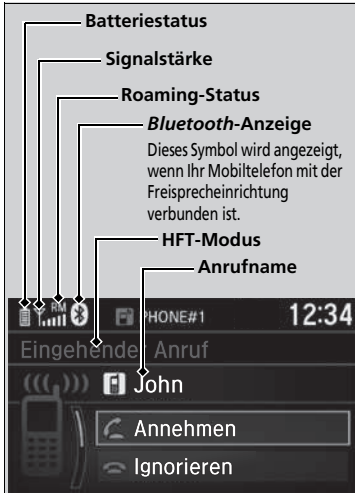 Batteriestatus
Signalstärke
Roaming-Status
Bluetooth-Anzeige
Dieses Symbol wird angezeigt,
wenn Ihr Mobiltelefon mit der
Freisprecheinrichtung
verbunden ist.
HFT-Modus
Anrufname
RM PHONE#1 12:34
Eingehender Anruf
John
Annehmen
Ignorieren